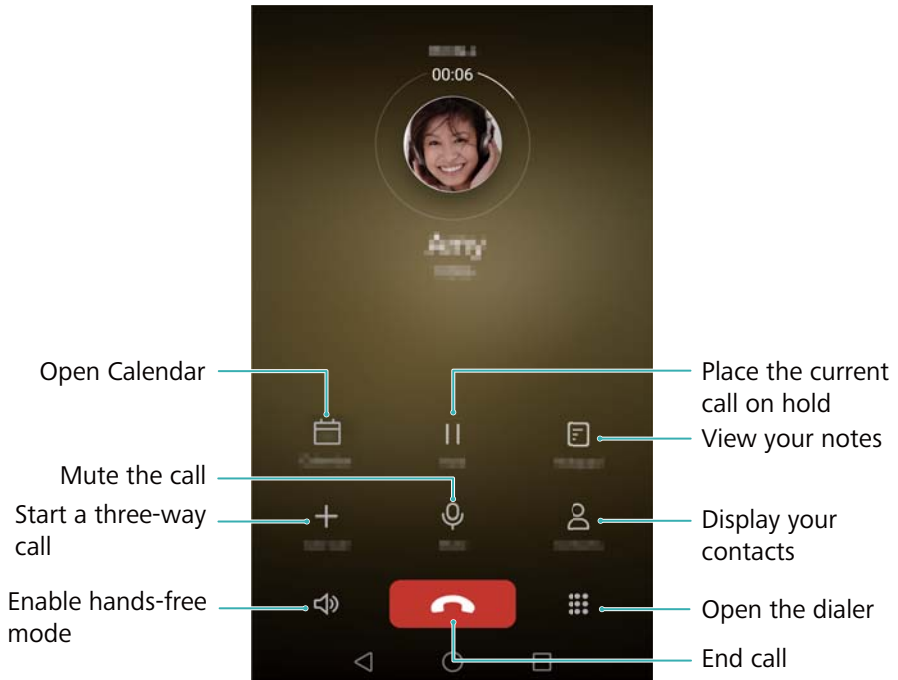 00:06
Open Calendar
Place the current
call on hold
View your notes
Mute the call
Start a three-way
call
Display your
contacts
Enable hands-free
mode
Open the dialer
End call